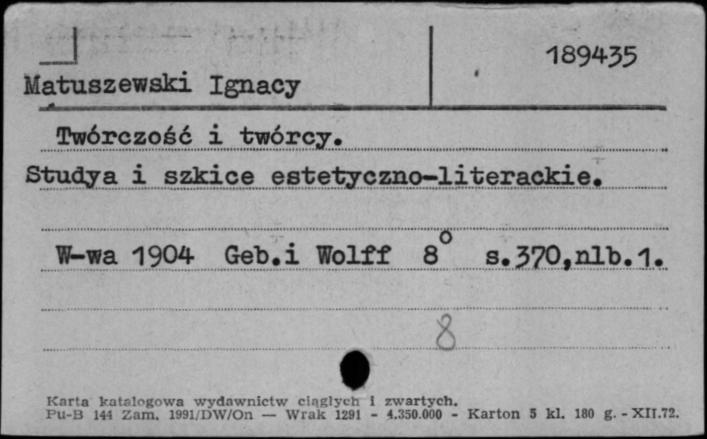 189435
Matuszewski Ignacy
Twórczość i twórcy.
Studya i szkice estetyczno-literackie.
W-wa 1904 Geb.i Wolff 8° s.370,nlb.1.
8
Karta katalogowa wydawnictw ciągłych i zwartych.
Pu-B 144 Zam. 1991/DW/On — Wrak 1291 - 4.350.000 - Karton 5 kl. 180 g. - XII.72.